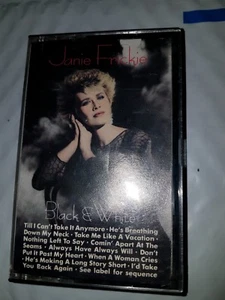 Janie Frickie
Black & White
Till I Can't Take It Anymore · He's Breathing
Down My Neck · Take Me Like A Vacation ·
Nothing Left To Say · Comin' Apart At The
Seams · Always Have Always Will · Don't
Put It Past My Heart · When A Woman Cries
· He's Making A Long Story Short · I'd Take
You Back Again - See label for sequence